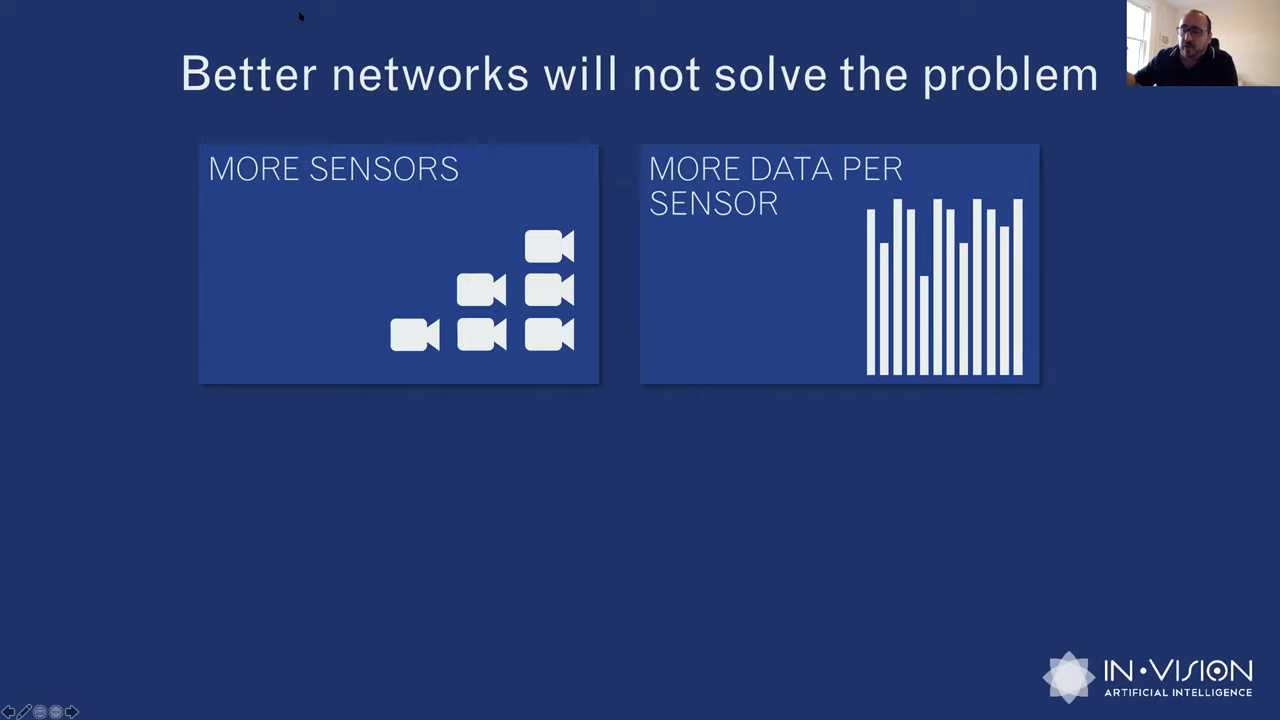 Better networks will not solve the problem
MORE SENSORS
MORE DATA PER
SENSOR
IN·VISION
ARTIFICIAL INTELLIGENCE